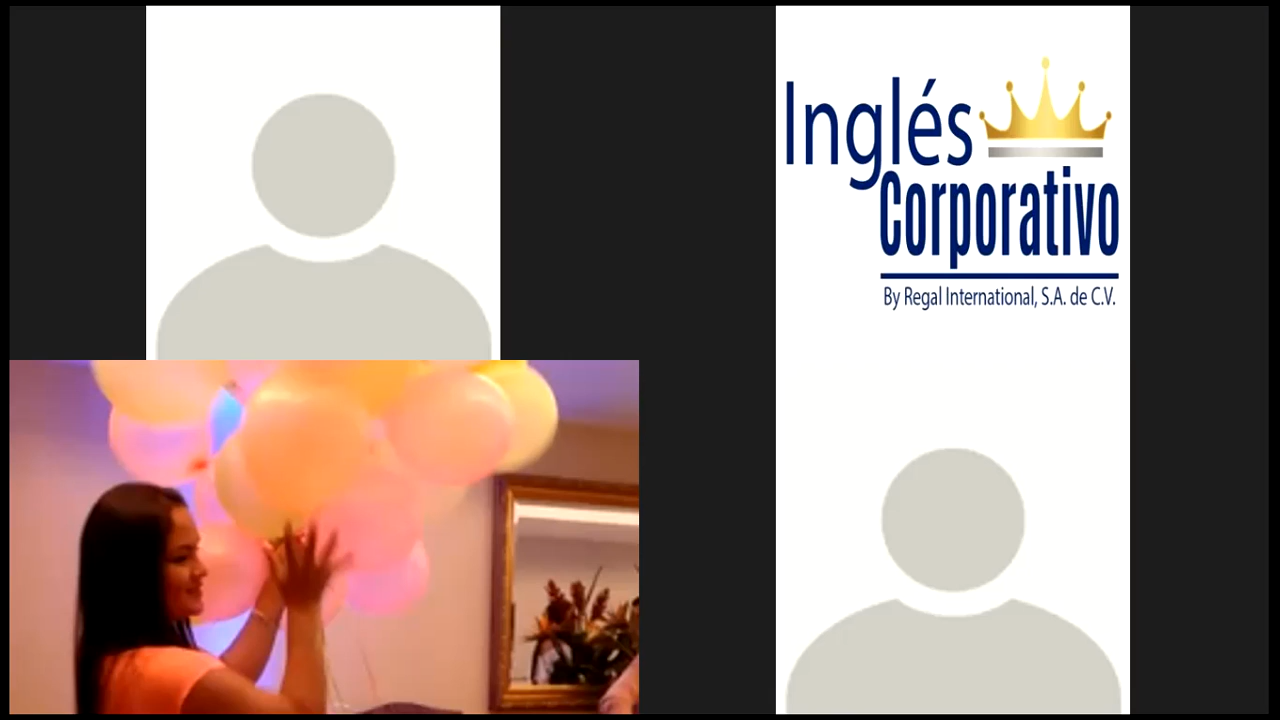 Inglés
Corporativo
By Regal International, S.A. de C.V.